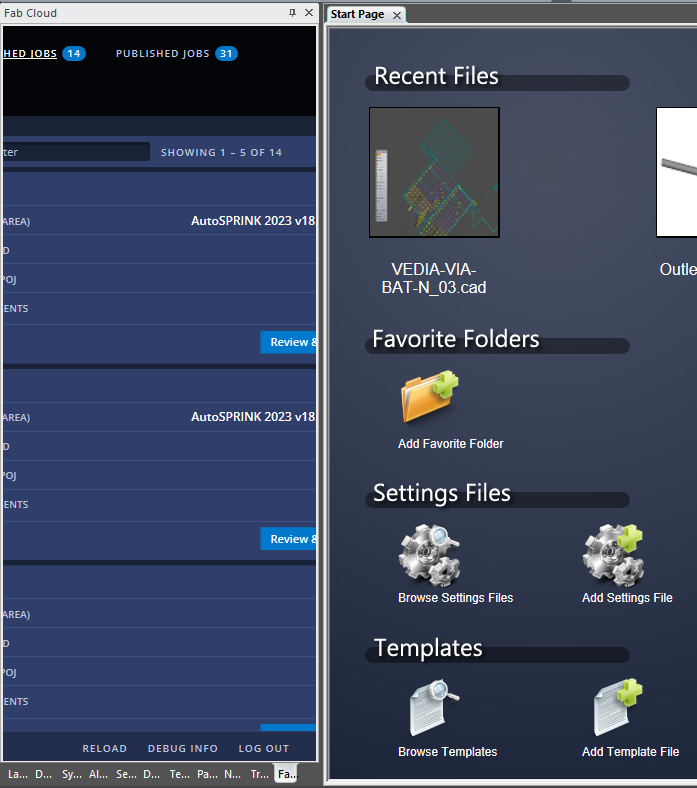 Fab Cloud
HED JOBS 14 PUBLISHED JOBS 31
ter SHOWING 1 – 5 OF 14
AREA) AutoSPRINK 2023 v18
D
POJ
ENTS
Review &
AREA) AutoSPRINK 2023 v18
D
POJ
ENTS
Review &
AREA)
D
POJ
ENTS
RELOAD DEBUG INFO LOG OUT
La... D... Sy... Al... Se... D... Te... Pa... N... Tr... Fa...
Start Page
Recent Files
VEDIA-VIA-
BAT-N_03.cad
Outle
Favorite Folders
Add Favorite Folder
Settings Files
Browse Settings Files Add Settings File
Templates
Browse Templates Add Template File